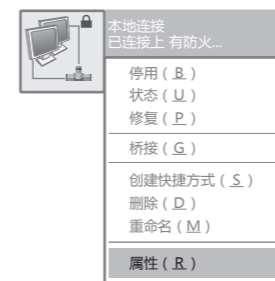 本地连接
已连接上 有防火...
停用（B）
状态（U）
修复（P）
桥接（G）
创建快捷方式（S）
删除（D）
重命名（M）
属性（R）